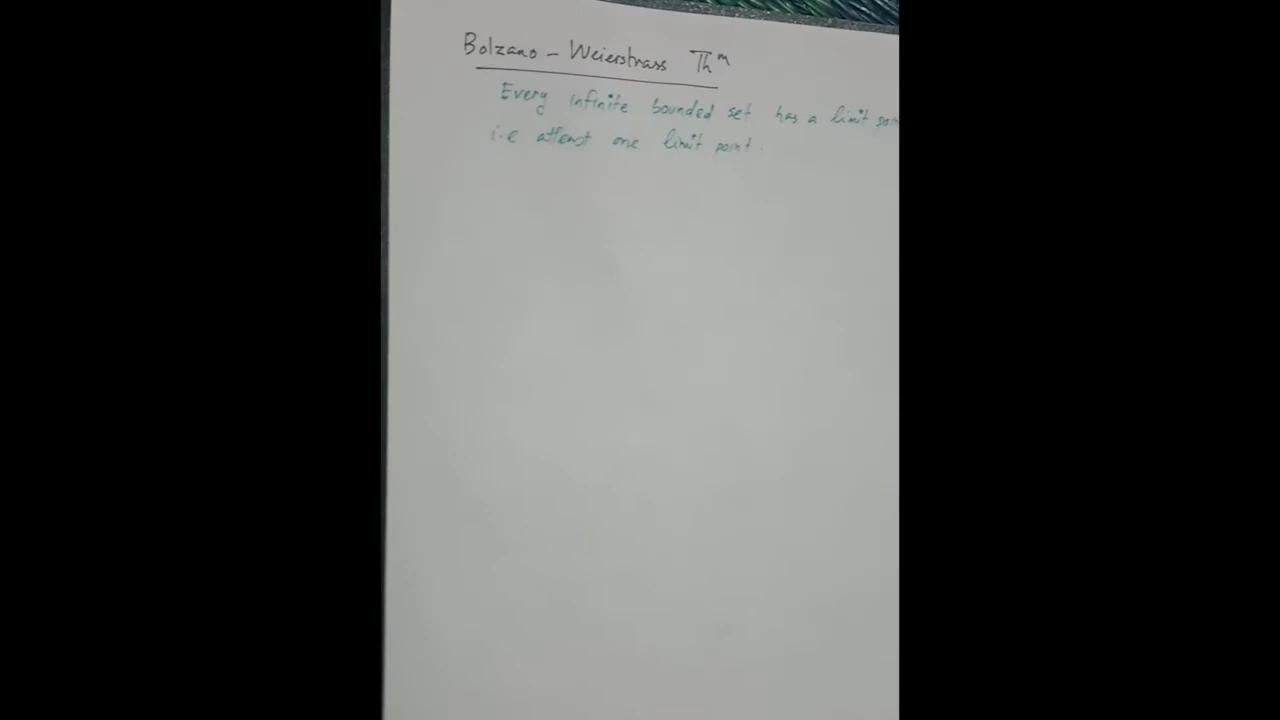 Bolzano - Weierstrass Thm
Every infinite bounded set has a limit
i.e atleast one limit point.